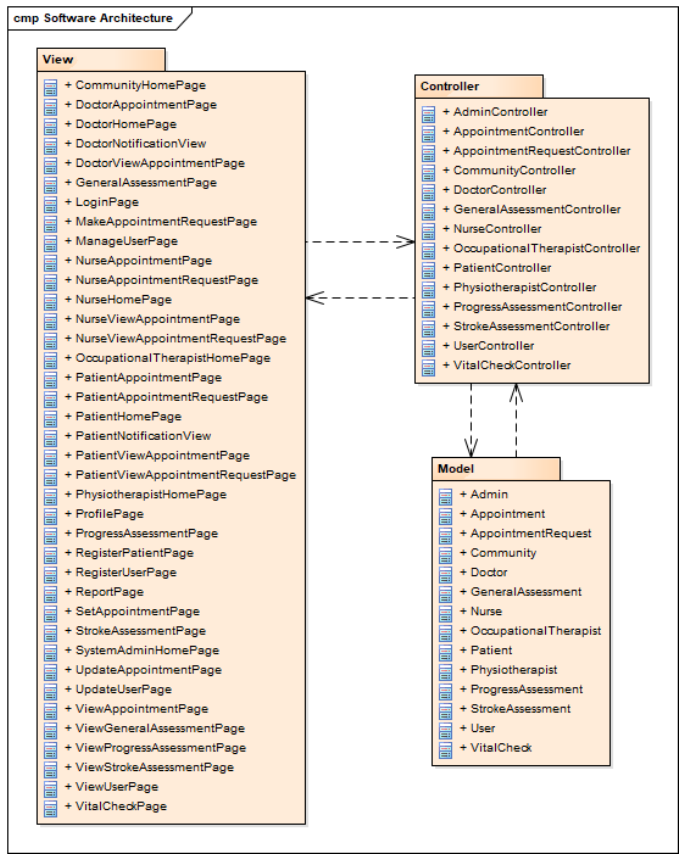 cmp Software Architecture
View
+ CommunityHomePage
+ DoctorAppointmentPage
+ DoctorHomePage
+ DoctorNotificationView
+ DoctorViewAppointmentPage
+ GeneralAssessmentPage
+ LoginPage
+ MakeAppointmentRequestPage
+ ManageUserPage
+ NurseAppointmentPage
+ NurseAppointmentRequestPage
+ NurseHomePage
+ NurseViewAppointmentPage
+ NurseViewAppointmentRequestPage
+ OccupationalTherapistHomePage
+ PatientAppointmentPage
+ PatientAppointmentRequestPage
+ PatientHomePage
+ PatientNotificationView
+ PatientViewAppointmentPage
+ PatientViewAppointmentRequestPage
+ PhysiotherapistHomePage
+ ProfilePage
+ ProgressAssessmentPage
+ RegisterPatientPage
+ RegisterUserPage
+ ReportPage
+ SetAppointmentPage
+ StrokeAssessmentPage
+ SystemAdminHomePage
+ UpdateAppointmentPage
+ UpdateUserPage
+ ViewAppointmentPage
+ ViewGeneralAssessmentPage
+ ViewProgressAssessmentPage
+ ViewStrokeAssessmentPage
+ ViewUserPage
+ VitalCheckPage
Controller
+ AdminController
+ AppointmentController
+ AppointmentRequestController
+ CommunityController
+ DoctorController
+ GeneralAssessmentController
+ NurseController
+ OccupationalTherapistController
+ PatientController
+ PhysiotherapistController
+ ProgressAssessmentController
+ StrokeAssessmentController
+ UserController
+ VitalCheckController
Model
+ Admin
+ Appointment
+ AppointmentRequest
+ Community
+ Doctor
+ GeneralAssessment
+ Nurse
+ OccupationalTherapist
+ Patient
+ Physiotherapist
+ ProgressAssessment
+ StrokeAssessment
+ User
+ VitalCheck